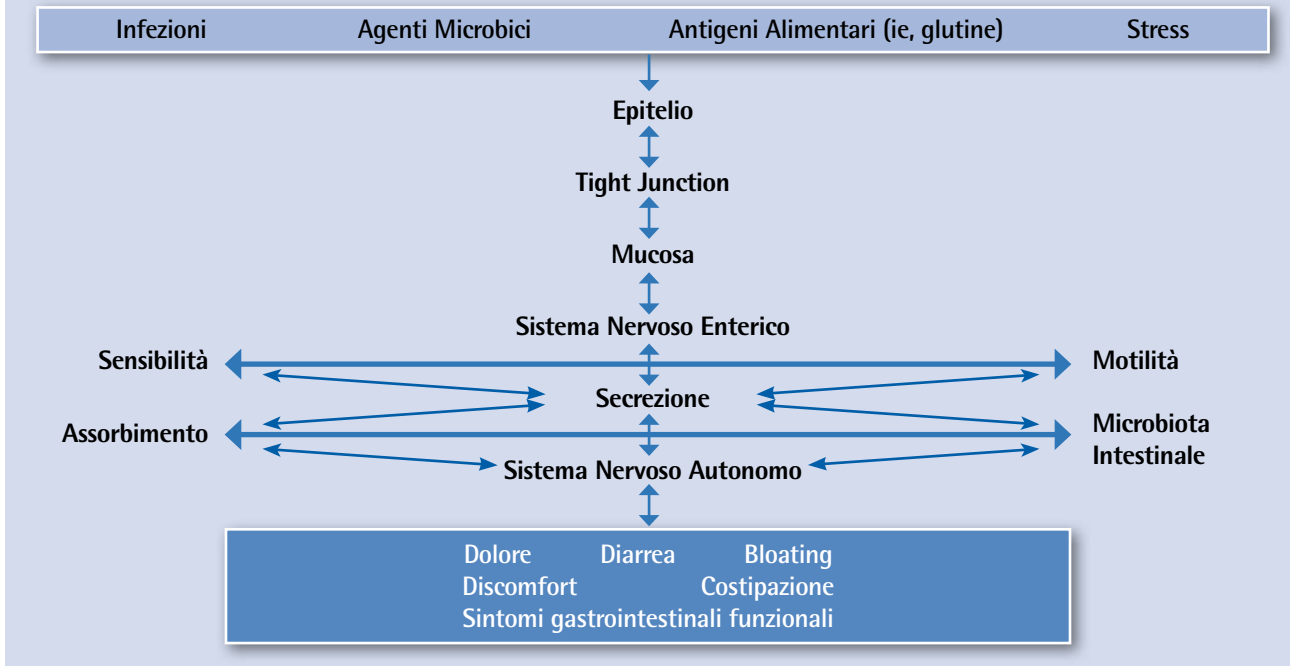 Infezioni Agenti Microbici Antigeni Alimentari (ie, glutine) Stress
Epitelio
Tight Junction
Mucosa
Sistema Nervoso Enterico
Sensibilità Motilità
Secrezione
Assorbimento Microbiota
Intestinale
Sistema Nervoso Autonomo
Dolore Diarrea Bloating
Discomfort Costipazione
Sintomi gastrointestinali funzionali